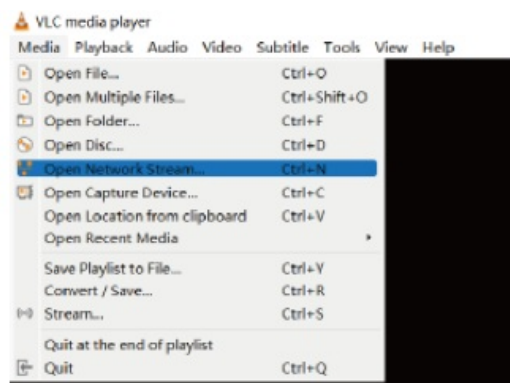 VLC media player
Media Playback Audio Video Subtitle Tools View Help
Open File... Ctrl+O
Open Multiple Files... Ctrl+Shift+O
Open Folder... Ctrl+F
Open Disc... Ctrl+D
Open Network Stream... Ctrl+N
Open Capture Device... Ctrl+C
Open Location from clipboard Ctrl+V
Open Recent Media
Save Playlist to File... Ctrl+Y
Convert / Save... Ctrl+R
Stream... Ctrl+S
Quit at the end of playlist
Quit Ctrl+Q